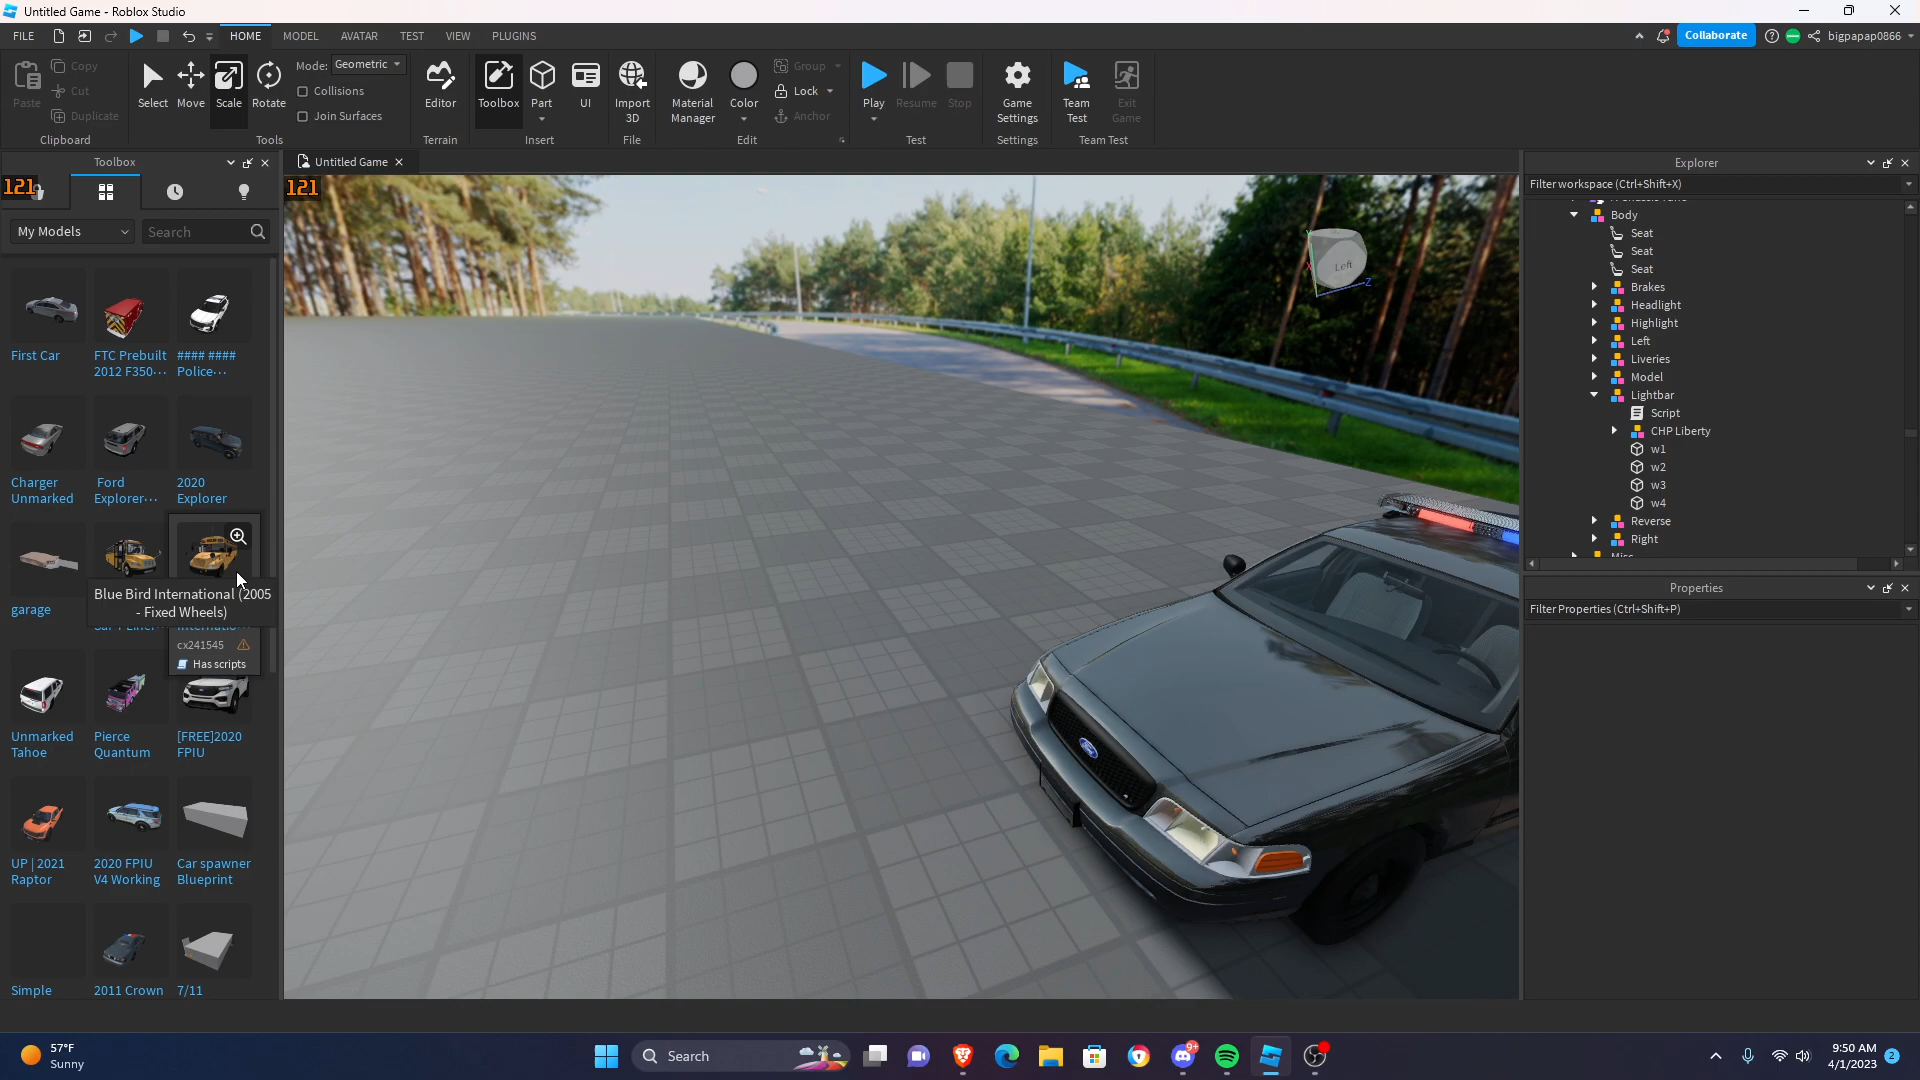 Untitled Game - Roblox Studio
FILE
HOME
MODEL
AVATAR
TEST
VIEW
PLUGINS
Collaborate
bigpapap0866
Paste
Copy
Cut
Duplicate
Clipboard
Select
Move
Scale
Rotate
Mode:
Geometric
Collisions
Join Surfaces
Tools
Editor
Terrain
Toolbox
Part
UI
Insert
Import
3D
File
Material
Manager
Color
Group
Lock
Anchor
Edit
Play
Resume
Stop
Test
Game
Settings
Settings
Team
Test
Exit
Game
Team Test
Toolbox
121
My Models
Search
First Car
FTC Prebuilt
2012 F350···
#### ####
Police···
Charger
Unmarked
Ford
Explorer···
2020
Explorer
garage
Blue Bird International (2005
- Fixed Wheels)
cx241545
Has scripts
Unmarked
Tahoe
Pierce
Quantum
[FREE]2020
FPIU
UP | 2021
Raptor
2020 FPIU
V4 Working
Car spawner
Blueprint
Simple
2011 Crown
7/11
Untitled Game
121
Y
X
Z
Left
Explorer
Filter workspace (Ctrl+Shift+X)
Body
Seat
Seat
Seat
Brakes
Headlight
Highlight
Left
Liveries
Model
Lightbar
Script
CHP Liberty
w1
w2
w3
w4
Reverse
Right
Properties
Filter Properties (Ctrl+Shift+P)
57°F
Sunny
Search
9+
9:50 AM
4/1/2023
2